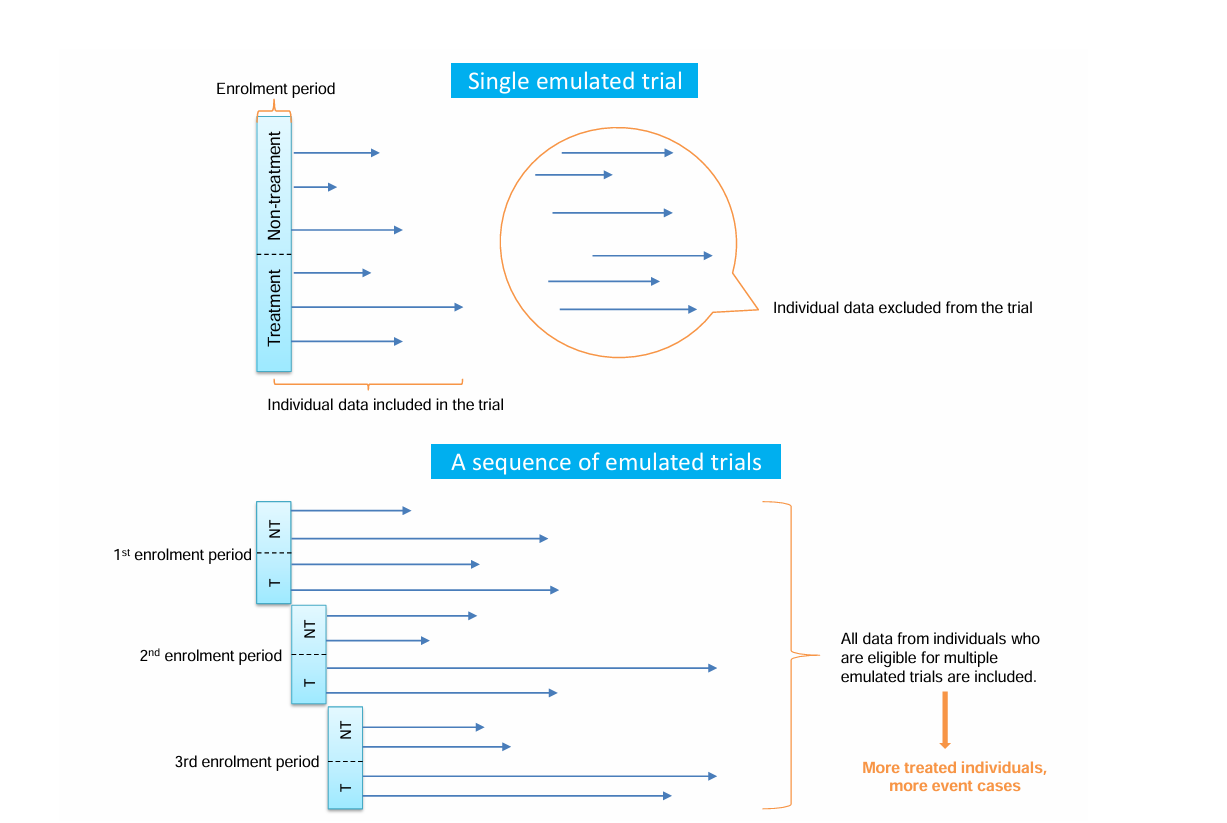 Single emulated trial
Enrolment period
Non-treatment
Treatment
Individual data excluded from the trial
Individual data included in the trial
A sequence of emulated trials
NT
1st enrolment period
T
NT
2nd enrolment period
T
NT
3rd enrolment period
T
All data from individuals who
are eligible for multiple
emulated trials are included.
More treated individuals,
more event cases